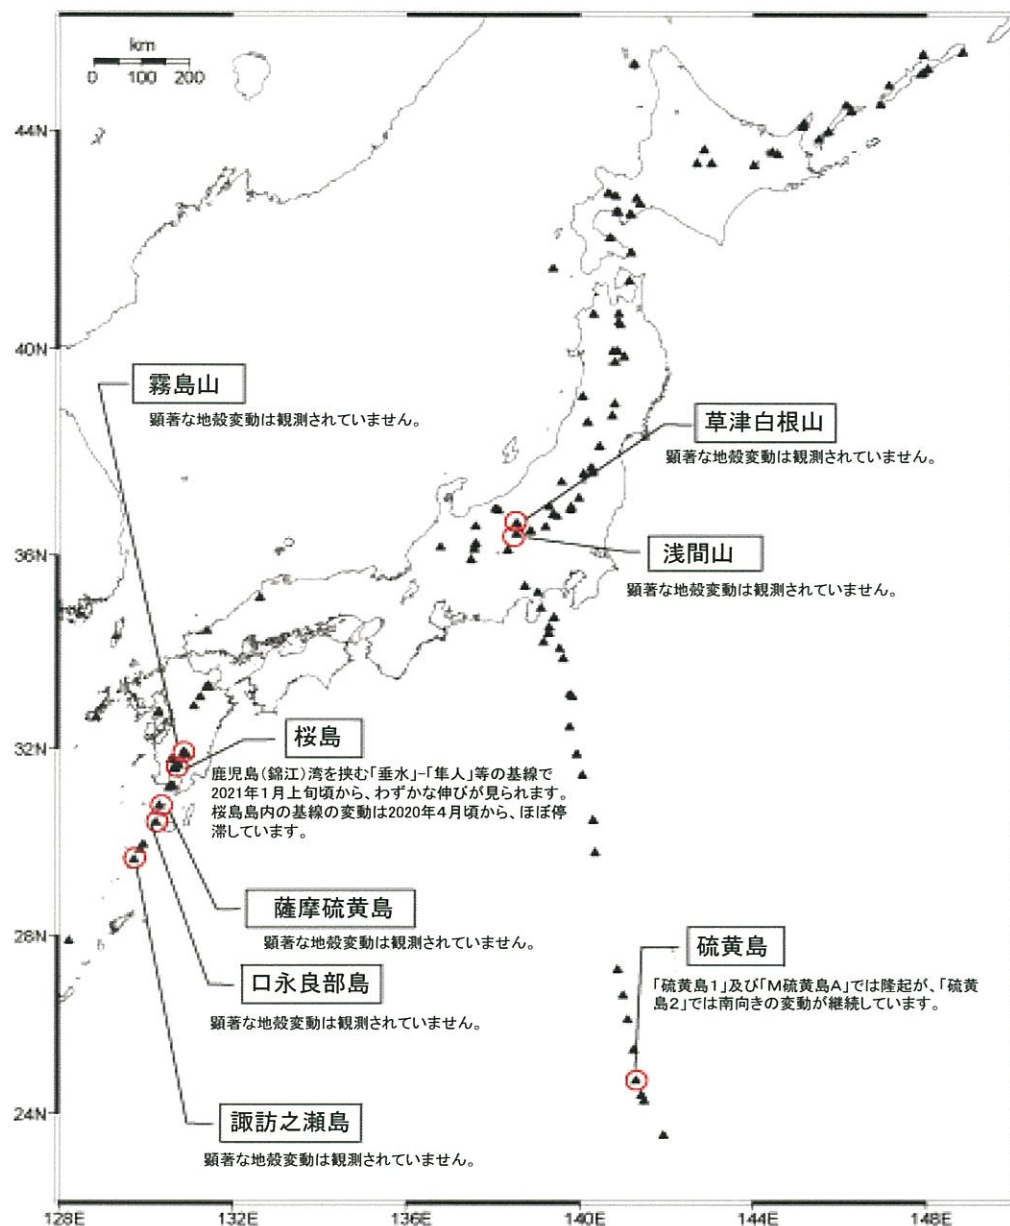 km
0 100 200
44N
40N
霧島山
顕著な地殻変動は観測されていません。
草津白根山
顕著な地殻変動は観測されていません。
36N
浅間山
顕著な地殻変動は観測されていません。
32N
桜島
鹿児島(錦江)湾を挟む「垂水」-「隼人」等の基線で
2021年1月上旬頃から、わずかな伸びが見られます。
桜島島内の基線の変動は2020年4月頃から、ほぼ停
滞しています。
薩摩硫黄島
顕著な地殻変動は観測されていません。
28N
硫黄島
「硫黄島1」及び「M硫黄島A」では隆起が、「硫黄
島2」では南向きの変動が継続しています。
口永良部島
顕著な地殻変動は観測されていません。
24N
諏訪之瀬島
顕著な地殻変動は観測されていません。
128E 132E 136E 140E 144E 148E